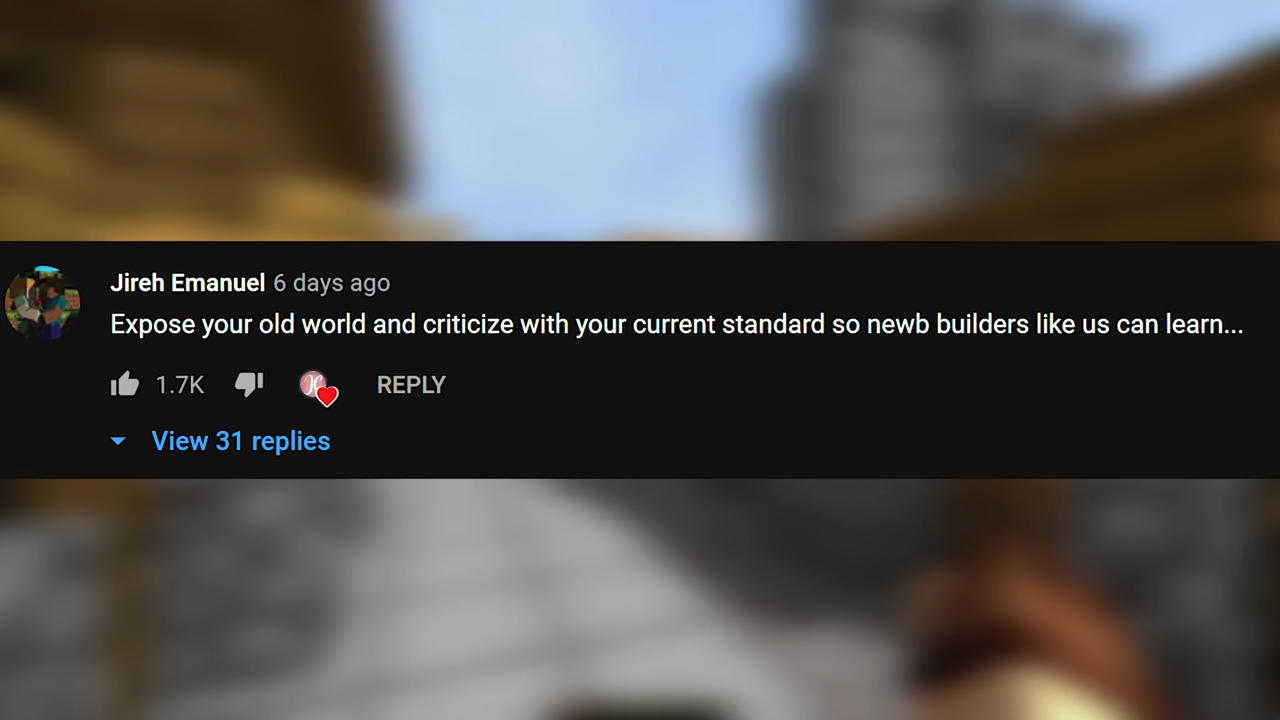 Jireh Emanuel 6 days ago
Expose your old world and criticize with your current standard so newb builders like us can learn...
1.7K REPLY
View 31 replies